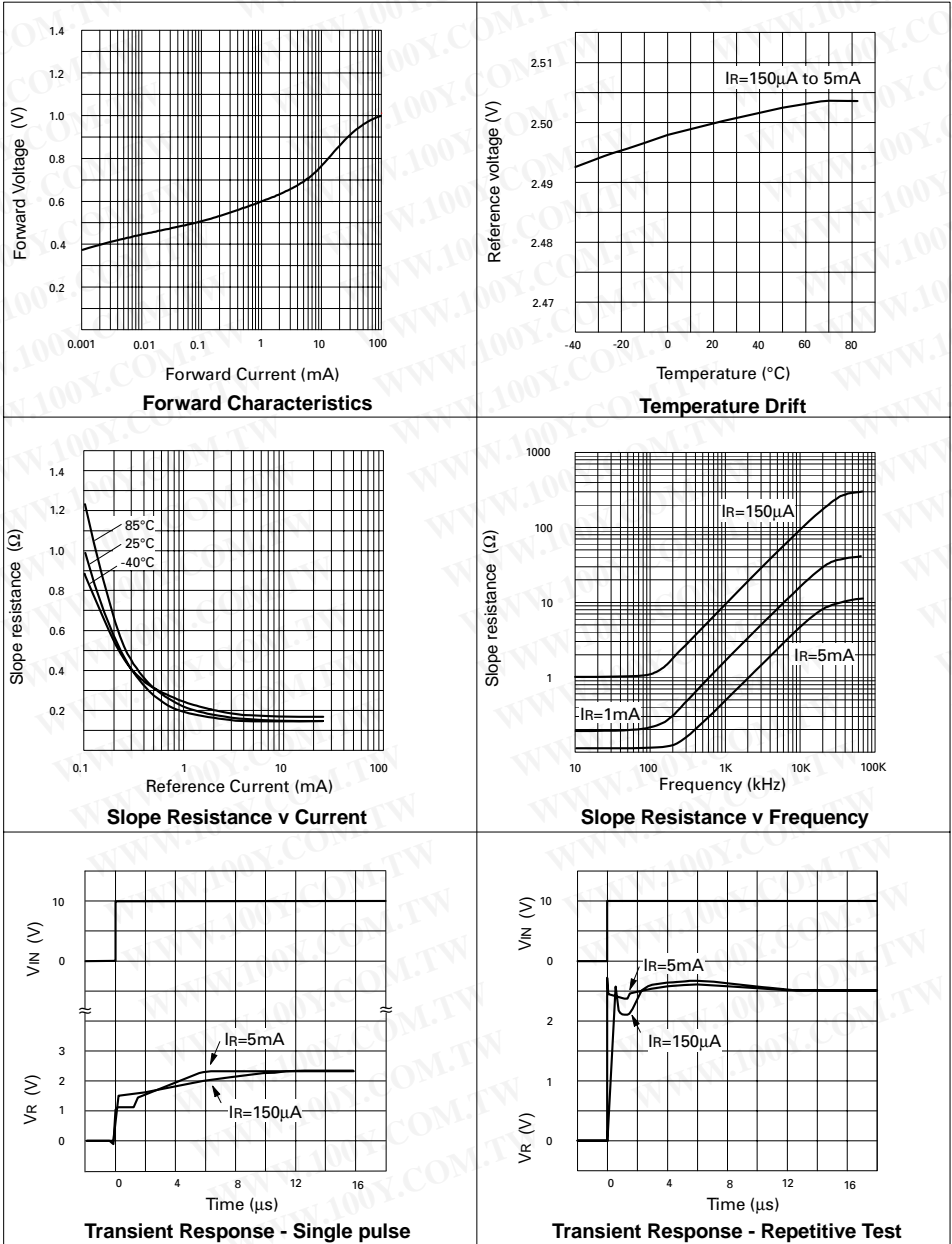 1.4
1.2
1.0
0.8
0.6
0.4
0.2
0.001 0.01 0.1 1 10 100
Forward Voltage (V)
Forward Current (mA)
Forward Characteristics
2.51
2.50
2.49
2.48
2.47
-40 -20 0 20 40 60 80
IR=150µA to 5mA
Reference voltage (V)
Temperature (°C)
Temperature Drift
1.4
1.2
1.0
0.8
0.6
0.4
0.2
0.1 1 10 100
85°C
25°C
-40°C
Slope resistance (Ω)
Reference Current (mA)
Slope Resistance v Current
1000
100
10
1
10 100 1K 10K 100K
IR=150µA
IR=5mA
IR=1mA
Slope resistance (Ω)
Frequency (kHz)
Slope Resistance v Frequency
10
0
VIN (V)
≈ ≈
3
2
1
0
VR (V)
IR=5mA
IR=150µA
0 4 8 12 16
Time (µs)
Transient Response - Single pulse
10
0
VIN (V)
2
1
0
VR (V)
IR=5mA
IR=150µA
0 4 8 12 16
Time (µs)
Transient Response - Repetitive Test
WWW.100Y.COM.TW